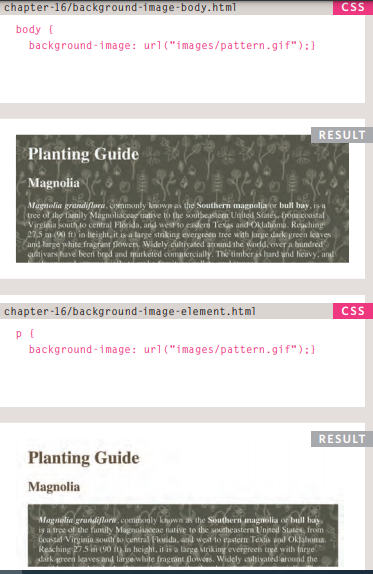 chapter-16/background-image-body.html CSS
body {
background-image: url("images/pattern.gif");}
RESULT
Planting Guide
Magnolia
Magnolia grandiflora, commonly known as the Southern magnolia or bull bay, is a
tree of the family Magnoliaceae native to the southeastern United States, from coastal
Virginia south to central Florida, and west to eastern Texas and Oklahoma. Reaching
27.5 m (90 ft) in height, it is a large striking evergreen tree with large dark green leaves
and large white fragrant flowers. Widely cultivated around the world, over a hundred
cultivars have been bred and marketed commercially. The timber is hard and heavy, and
chapter-16/background-image-element.html CSS
p {
background-image: url("images/pattern.gif");}
RESULT
Planting Guide
Magnolia
Magnolia grandiflora, commonly known as the Southern magnolia or bull bay,
is a tree of the family Magnoliaceae native to the southeastern United States, from
coastal Virginia south to central Florida, and west to eastern Texas and Oklahoma.
Reaching 27.5 m (90 ft) in height, it is a large striking evergreen tree with large
dark green leaves and large white fragrant flowers. Widely cultivated around the